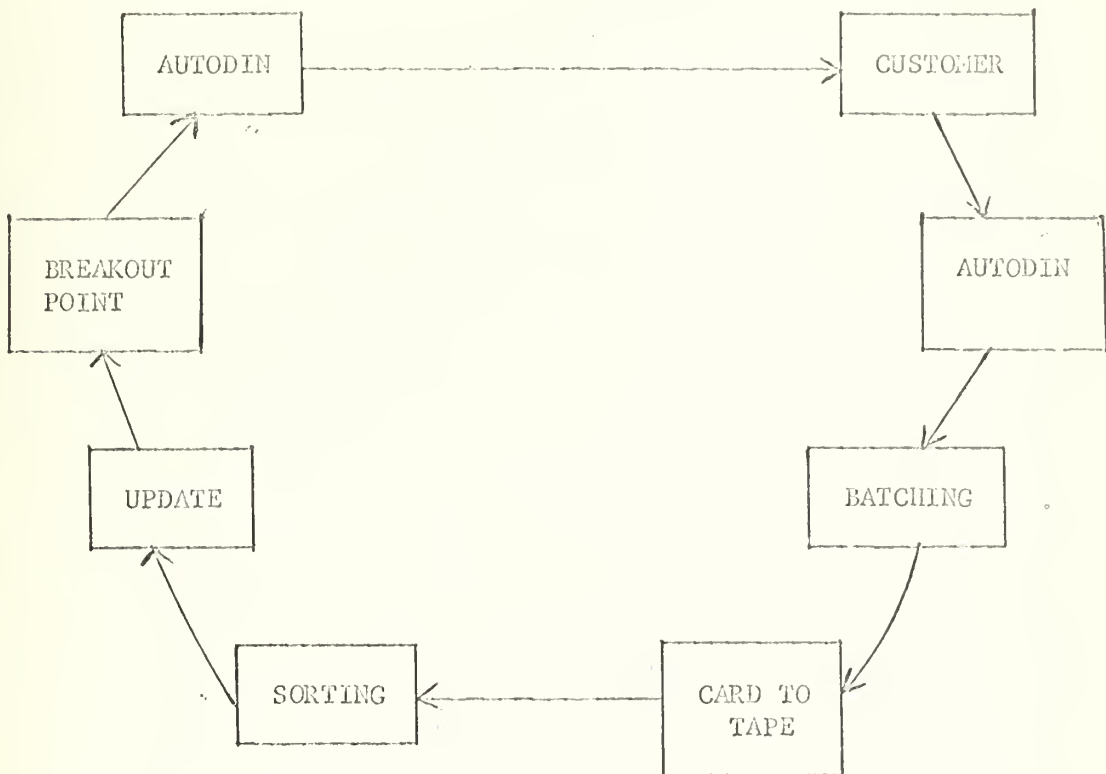 AUTODIN
CUSTOMER
BREAKOUT
POINT
AUTODIN
UPDATE
BATCHING
SORTING
CARD TO
TAPE